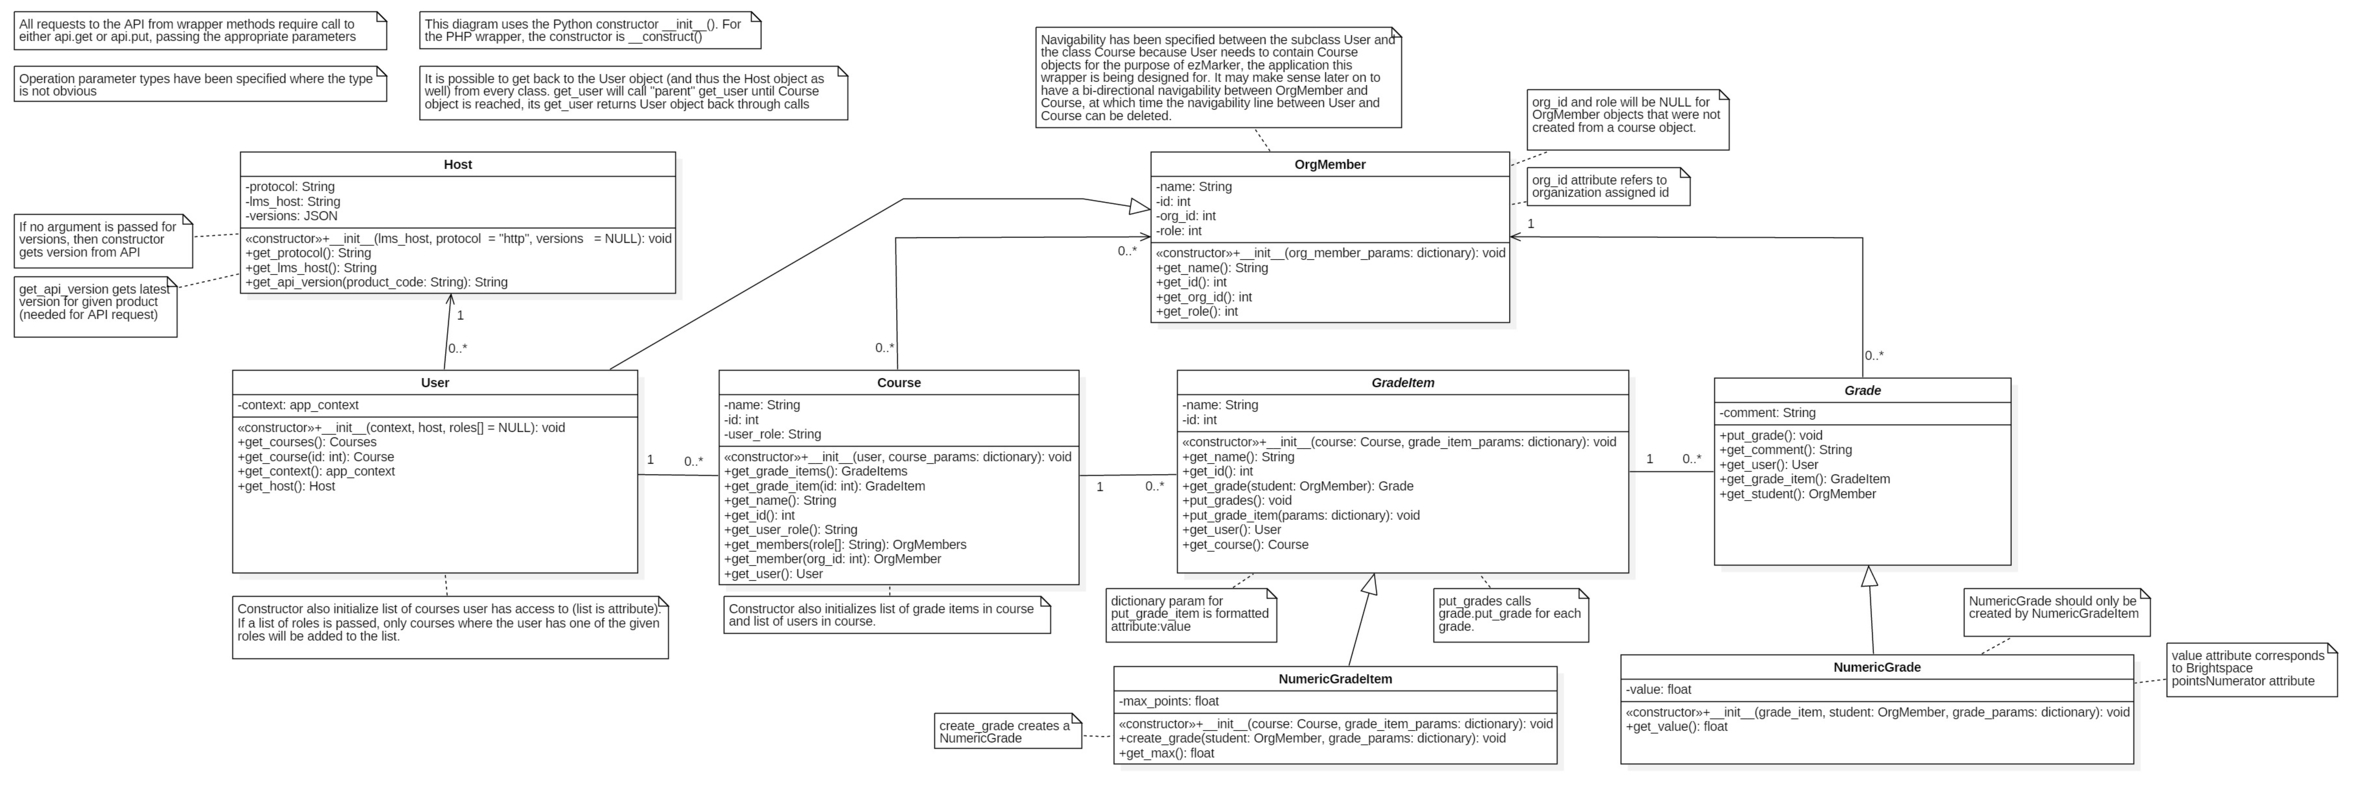 All requests to the API from wrapper methods require call to
either api.get or api.put, passing the appropriate parameters
This diagram uses the Python constructor __init__(). For
the PHP wrapper, the constructor is __construct()
Operation parameter types have been specified where the type
is not obvious
It is possible to get back to the User object (and thus the Host object as
well) from every class. get_user will call "parent" get_user until Course
object is reached, its get_user returns User object back through calls
Navigability has been specified between the subclass User and
the class Course because User needs to contain Course
objects for the purpose of ezMarker, the application this
wrapper is being designed for. It may make sense later on to
have a bi-directional navigability between OrgMember and
Course, at which time the navigability line between User and
Course can be deleted.
org_id and role will be NULL for
OrgMember objects that were not
created from a course object.
org_id attribute refers to
organization assigned id
Host
-protocol: String
-lms_host: String
-versions: JSON
«constructor»+__init__(lms_host, protocol = "http", versions = NULL): void
+get_protocol(): String
+get_lms_host(): String
+get_api_version(product_code: String): String
If no argument is passed for
versions, then constructor
gets version from API
get_api_version gets latest
version for given product
(needed for API request)
OrgMember
-name: String
-id: int
-org_id: int
-role: int
«constructor»+__init__(org_member_params: dictionary): void
+get_name(): String
+get_id(): int
+get_org_id(): int
+get_role(): int
1
0..*
0..*
0..*
1
0..*
User
-context: app_context
«constructor»+__init__(context, host, roles[] = NULL): void
+get_courses(): Courses
+get_course(id: int): Course
+get_context(): app_context
+get_host(): Host
1
0..*
Course
-name: String
-id: int
-user_role: String
«constructor»+__init__(user, course_params: dictionary): void
+get_grade_items(): GradeItems
+get_grade_item(id: int): GradeItem
+get_name(): String
+get_id(): int
+get_user_role(): String
+get_members(role[]: String): OrgMembers
+get_member(org_id: int): OrgMember
+get_user(): User
1
0..*
GradeItem
-name: String
-id: int
«constructor»+__init__(course: Course, grade_item_params: dictionary): void
+get_name(): String
+get_id(): int
+get_grade(student: OrgMember): Grade
+put_grades(): void
+put_grade_item(params: dictionary): void
+get_user(): User
+get_course(): Course
1
0..*
Grade
-comment: String
+put_grade(): void
+get_comment(): String
+get_user(): User
+get_grade_item(): GradeItem
+get_student(): OrgMember
Constructor also initialize list of courses user has access to (list is attribute).
If a list of roles is passed, only courses where the user has one of the given
roles will be added to the list.
Constructor also initializes list of grade items in course
and list of users in course.
dictionary param for
put_grade_item is formatted
attribute:value
put_grades calls
grade.put_grade for each
grade.
NumericGrade should only be
created by NumericGradeItem
value attribute corresponds
to Brightspace
pointsNumerator attribute
create_grade creates a
NumericGrade
NumericGradeItem
-max_points: float
«constructor»+__init__(course: Course, grade_item_params: dictionary): void
+create_grade(student: OrgMember, grade_params: dictionary): void
+get_max(): float
NumericGrade
-value: float
«constructor»+__init__(grade_item, student: OrgMember, grade_params: dictionary): void
+get_value(): float